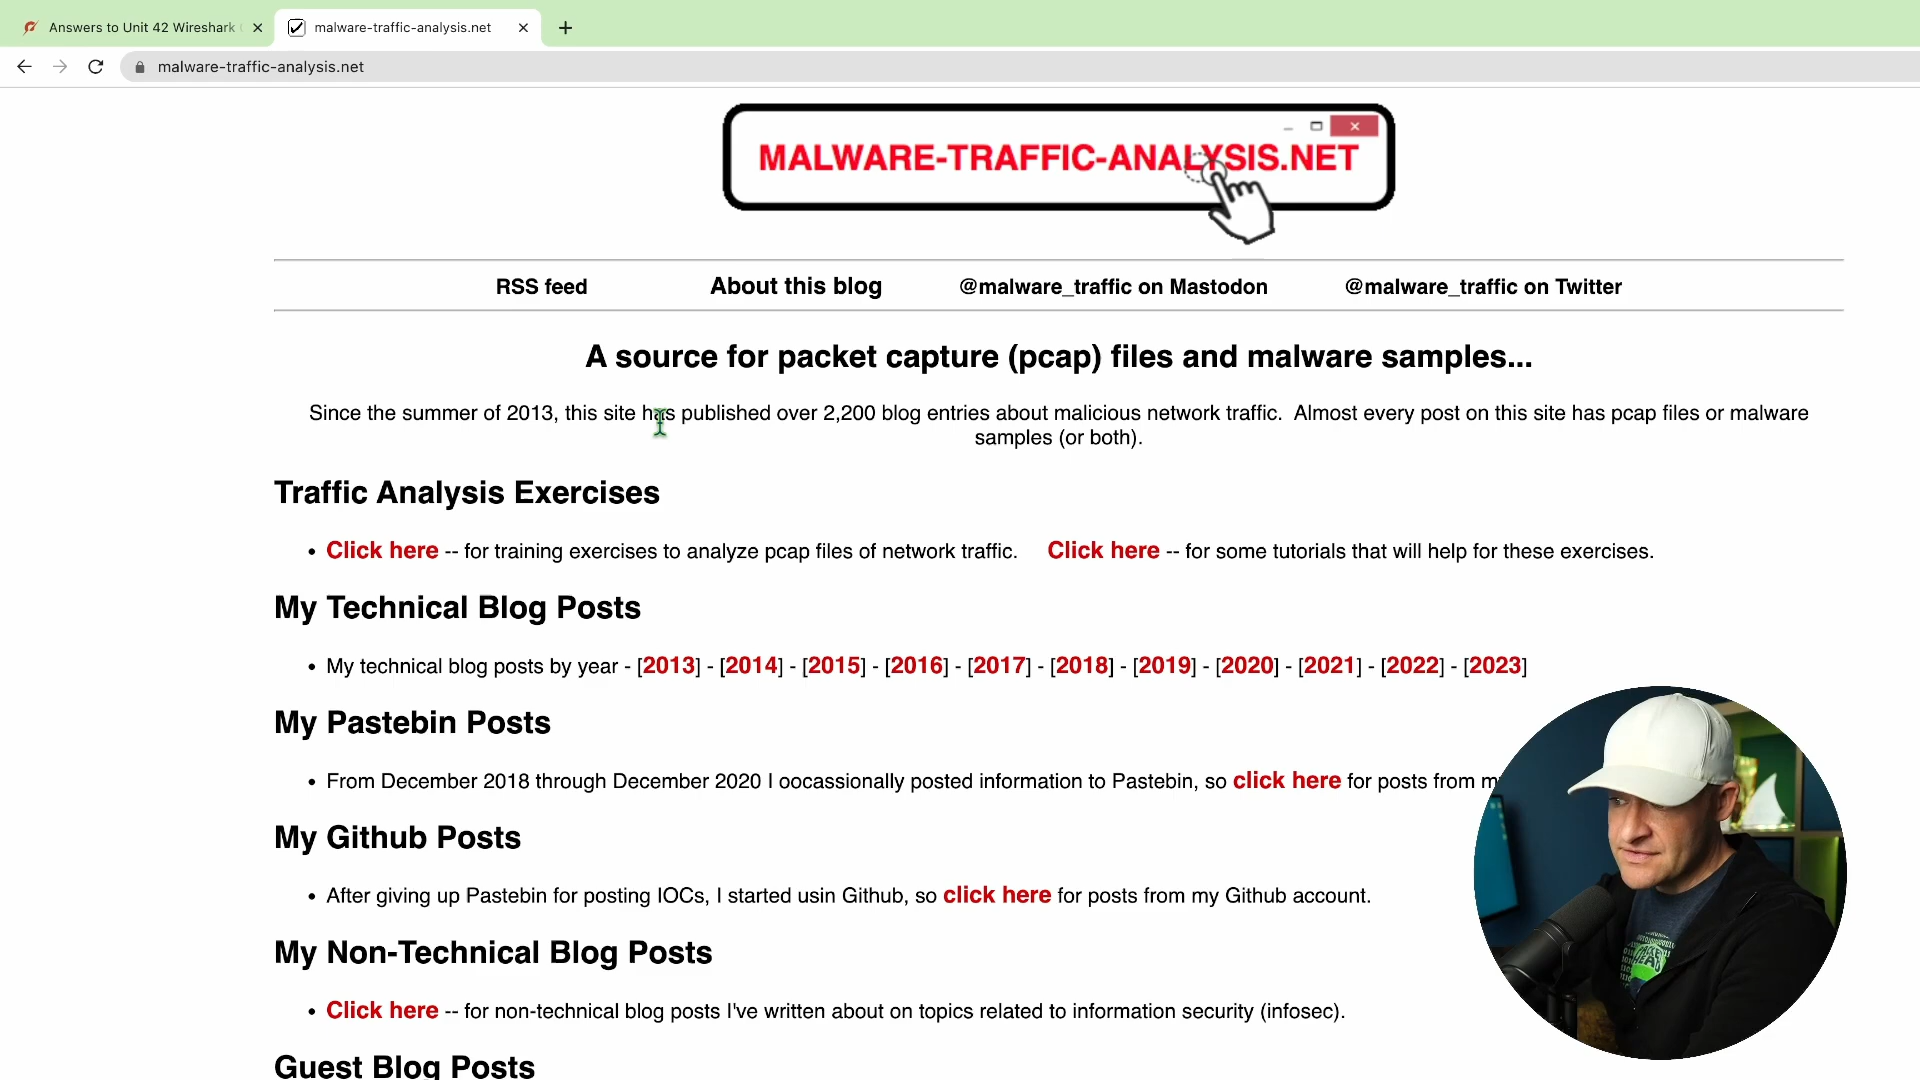 Answers to Unit 42 Wireshark
malware-traffic-analysis.net
malware-traffic-analysis.net
MALWARE-TRAFFIC-ANALYSIS.NET
RSS feed About this blog @malware_traffic on Mastodon @malware_traffic on Twitter
A source for packet capture (pcap) files and malware samples...
Since the summer of 2013, this site has published over 2,200 blog entries about malicious network traffic. Almost every post on this site has pcap files or malware
samples (or both).
Traffic Analysis Exercises
• Click here -- for training exercises to analyze pcap files of network traffic. Click here -- for some tutorials that will help for these exercises.
My Technical Blog Posts
• My technical blog posts by year - [2013] - [2014] - [2015] - [2016] - [2017] - [2018] - [2019] - [2020] - [2021] - [2022] - [2023]
My Pastebin Posts
• From December 2018 through December 2020 I oocassionally posted information to Pastebin, so click here for posts from
My Github Posts
• After giving up Pastebin for posting IOCs, I started usin Github, so click here for posts from my Github account.
My Non-Technical Blog Posts
• Click here -- for non-technical blog posts I've written about on topics related to information security (infosec).
Guest Blog Posts